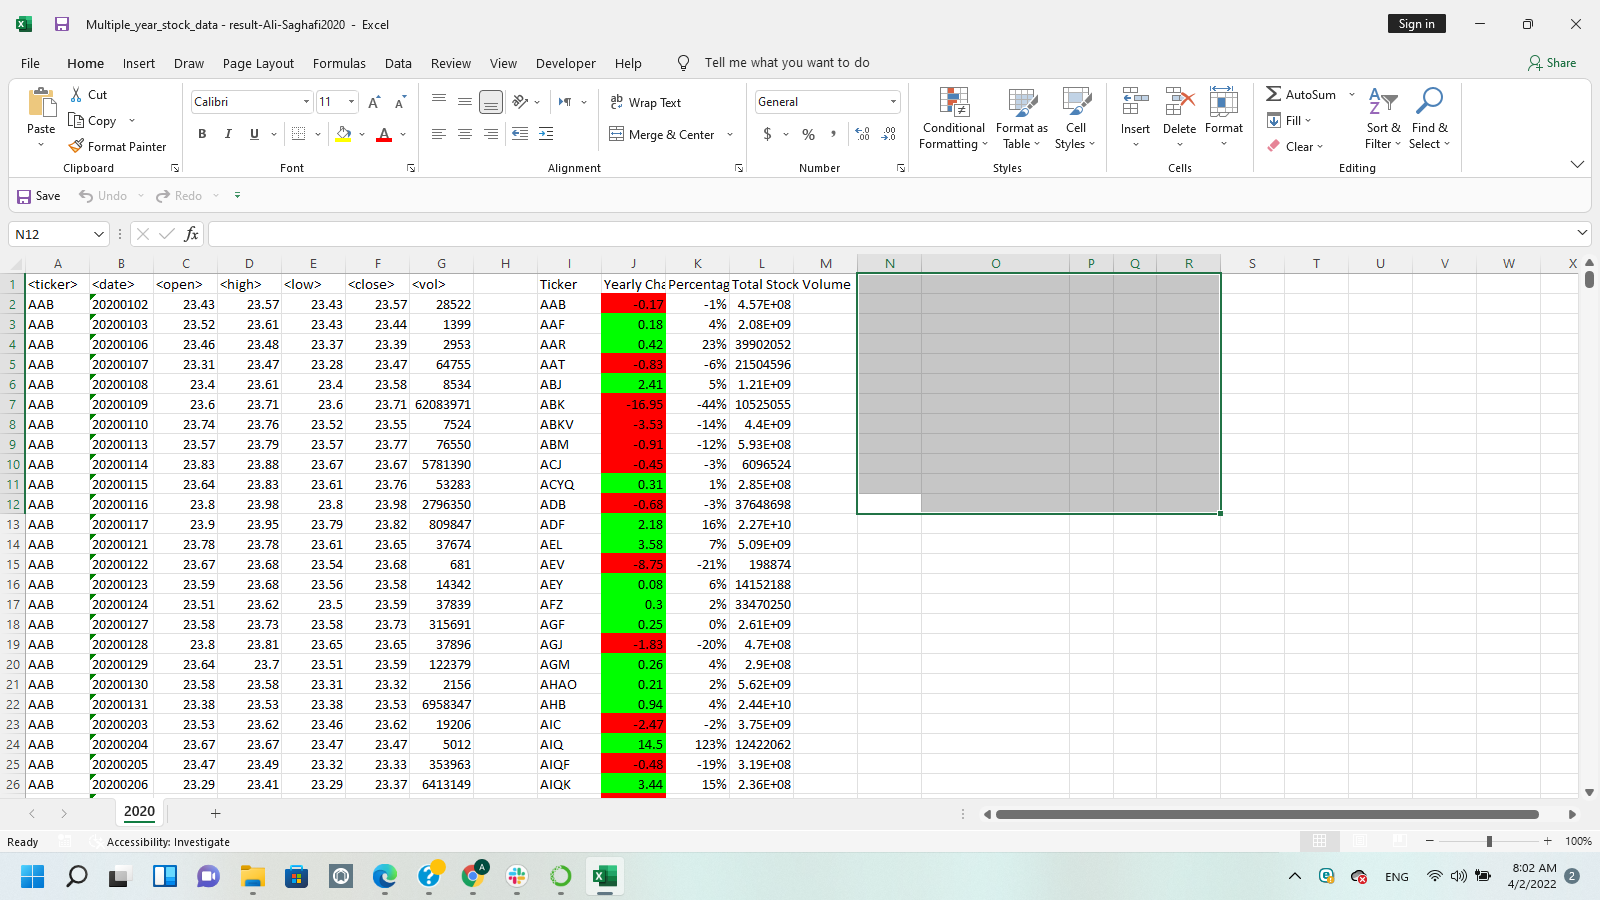 Multiple_year_stock_data - result-Ali-Saghafi2020 - Excel
Sign in
File Home Insert Draw Page Layout Formulas Data Review View Developer Help Tell me what you want to do Share
Paste Cut Copy Format Painter Clipboard
Calibri 11 B I U A Font
ab Wrap Text Merge & Center Alignment
General $ % , Number
Conditional Formatting Format as Table Cell Styles Styles
Insert Delete Format Cells
AutoSum Fill Clear Sort & Filter Find & Select Editing
Save Undo Redo
N12 fx
A B C D E F G H I J K L M N O P Q R S T U V W X
1 <ticker> <date> <open> <high> <low> <close> <vol> Ticker Yearly Cha Percentag Total Stock Volume
2 AAB 20200102 23.43 23.57 23.43 23.57 28522 AAB -0.17 -1% 4.57E+08
3 AAB 20200103 23.52 23.61 23.43 23.44 1399 AAF 0.18 4% 2.08E+09
4 AAB 20200106 23.46 23.48 23.37 23.39 2953 AAR 0.42 23% 39902052
5 AAB 20200107 23.31 23.47 23.28 23.47 64755 AAT -0.83 -6% 21504596
6 AAB 20200108 23.4 23.61 23.4 23.58 8534 ABJ 2.41 5% 1.21E+09
7 AAB 20200109 23.6 23.71 23.6 23.71 62083971 ABK -16.95 -44% 10525055
8 AAB 20200110 23.74 23.76 23.52 23.55 7524 ABKV -3.53 -14% 4.4E+09
9 AAB 20200113 23.57 23.79 23.57 23.77 76550 ABM -0.91 -12% 5.93E+08
10 AAB 20200114 23.83 23.88 23.67 23.67 5781390 ACJ -0.45 -3% 6096524
11 AAB 20200115 23.64 23.83 23.61 23.76 53283 ACYQ 0.31 1% 2.85E+08
12 AAB 20200116 23.8 23.98 23.8 23.98 2796350 ADB -0.68 -3% 37648698
13 AAB 20200117 23.9 23.95 23.79 23.82 809847 ADF 2.18 16% 2.27E+10
14 AAB 20200121 23.78 23.78 23.61 23.65 37674 AEL 3.58 7% 5.09E+09
15 AAB 20200122 23.67 23.68 23.54 23.68 681 AEV -8.75 -21% 198874
16 AAB 20200123 23.59 23.68 23.56 23.58 14342 AEY 0.08 6% 14152188
17 AAB 20200124 23.51 23.62 23.5 23.59 37839 AFZ 0.3 2% 33470250
18 AAB 20200127 23.58 23.73 23.58 23.73 315691 AGF 0.25 0% 2.61E+09
19 AAB 20200128 23.8 23.81 23.65 23.65 37896 AGJ -1.83 -20% 4.7E+08
20 AAB 20200129 23.64 23.7 23.51 23.59 122379 AGM 0.26 4% 2.9E+08
21 AAB 20200130 23.58 23.58 23.31 23.32 2156 AHAO 0.21 2% 5.62E+09
22 AAB 20200131 23.38 23.53 23.38 23.53 6958347 AHB 0.94 4% 2.44E+10
23 AAB 20200203 23.53 23.62 23.46 23.62 19206 AIC -2.47 -2% 3.75E+09
24 AAB 20200204 23.67 23.67 23.47 23.47 5012 AIQ 14.5 123% 12422062
25 AAB 20200205 23.47 23.49 23.32 23.33 353963 AIQF -0.48 -19% 3.19E+08
26 AAB 20200206 23.29 23.41 23.29 23.37 6413149 AIQK 3.44 15% 2.36E+08
2020
Ready Accessibility: Investigate 100%
ENG 8:02 AM 2
4/2/2022